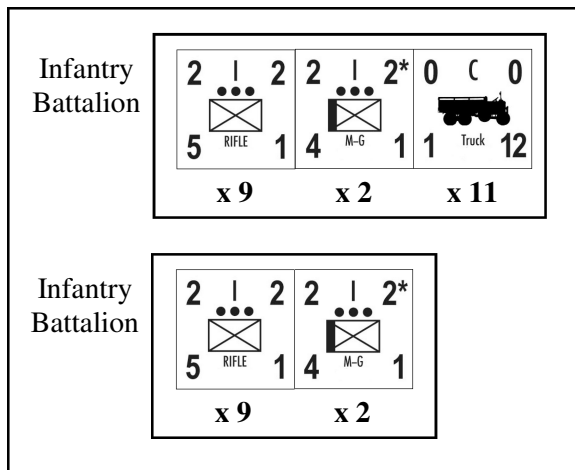 Infantry
Battalion
2 I 2 2 I 2* 0 C 0
RIFLE M–G Truck
5 1 4 1 1 12
x 9 x 2 x 11
Infantry
Battalion
2 I 2 2 I 2*
RIFLE M–G
5 1 4 1
x 9 x 2